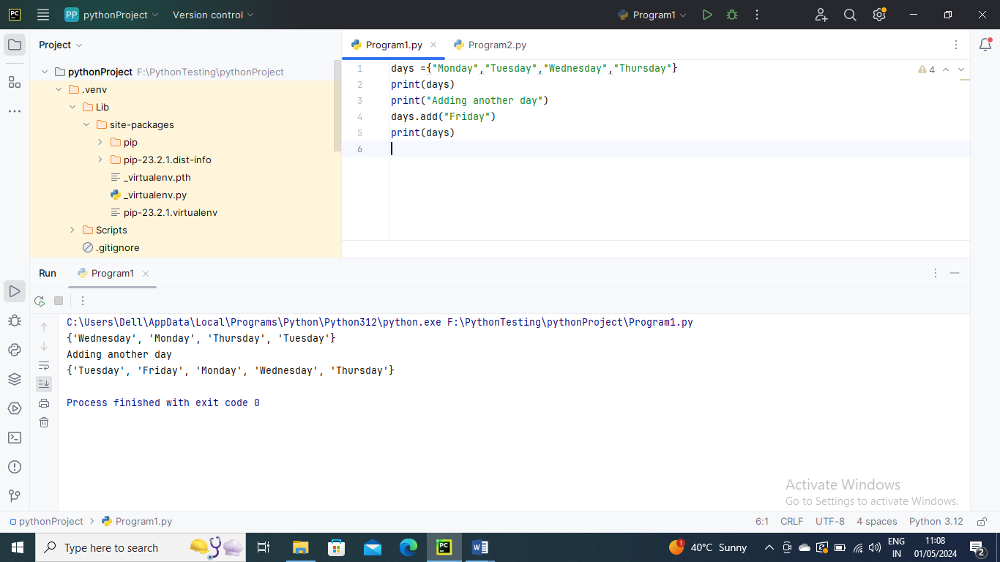 PC PP pythonProject Version control Program1
Project
Program1.py Program2.py
pythonProject F:\PythonTesting\pythonProject
.venv
Lib
site-packages
pip
pip-23.2.1.dist-info
_virtualenv.pth
_virtualenv.py
pip-23.2.1.virtualenv
Scripts
.gitignore
1 days ={"Monday","Tuesday","Wednesday","Thursday"}
2 print(days)
3 print("Adding another day")
4 days.add("Friday")
5 print(days)
6
4
Run Program1
C:\Users\Dell\AppData\Local\Programs\Python\Python312\python.exe F:\PythonTesting\pythonProject\Program1.py
{'Wednesday', 'Monday', 'Thursday', 'Tuesday'}
Adding another day
{'Tuesday', 'Friday', 'Monday', 'Wednesday', 'Thursday'}
Process finished with exit code 0
Activate Windows
Go to Settings to activate Windows.
pythonProject Program1.py 6:1 CRLF UTF-8 4 spaces Python 3.12
Type here to search PC W 1 40°C Sunny
ENG
IN
11:08
01/05/2024
2